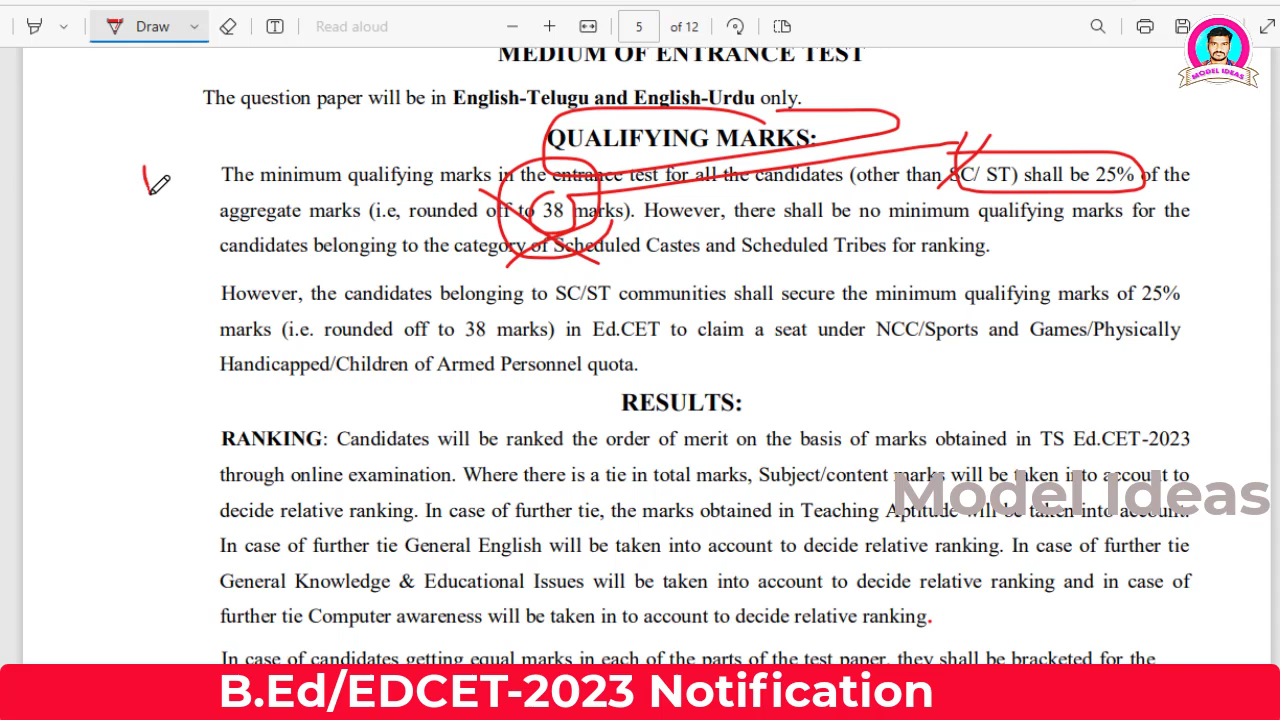 Draw
Read aloud
5
of 12
MODEL IDEAS
MEDIUM OF ENTRANCE TEST
The question paper will be in English-Telugu and English-Urdu only.
QUALIFYING MARKS:
The minimum qualifying marks in the entrance test for all the candidates (other than SC/ ST) shall be 25% of the
aggregate marks (i.e, rounded off to 38 marks). However, there shall be no minimum qualifying marks for the
candidates belonging to the category of Scheduled Castes and Scheduled Tribes for ranking.
However, the candidates belonging to SC/ST communities shall secure the minimum qualifying marks of 25%
marks (i.e. rounded off to 38 marks) in Ed.CET to claim a seat under NCC/Sports and Games/Physically
Handicapped/Children of Armed Personnel quota.
RESULTS:
RANKING: Candidates will be ranked the order of merit on the basis of marks obtained in TS Ed.CET-2023
through online examination. Where there is a tie in total marks, Subject/content marks will be taken into account to
decide relative ranking. In case of further tie, the marks obtained in Teaching Aptitude will be taken into account.
In case of further tie General English will be taken into account to decide relative ranking. In case of further tie
General Knowledge & Educational Issues will be taken into account to decide relative ranking and in case of
further tie Computer awareness will be taken in to account to decide relative ranking.
In case of candidates getting equal marks in each of the parts of the test paper, they shall be bracketed for the
Model Ideas
B.Ed/EDCET-2023 Notification